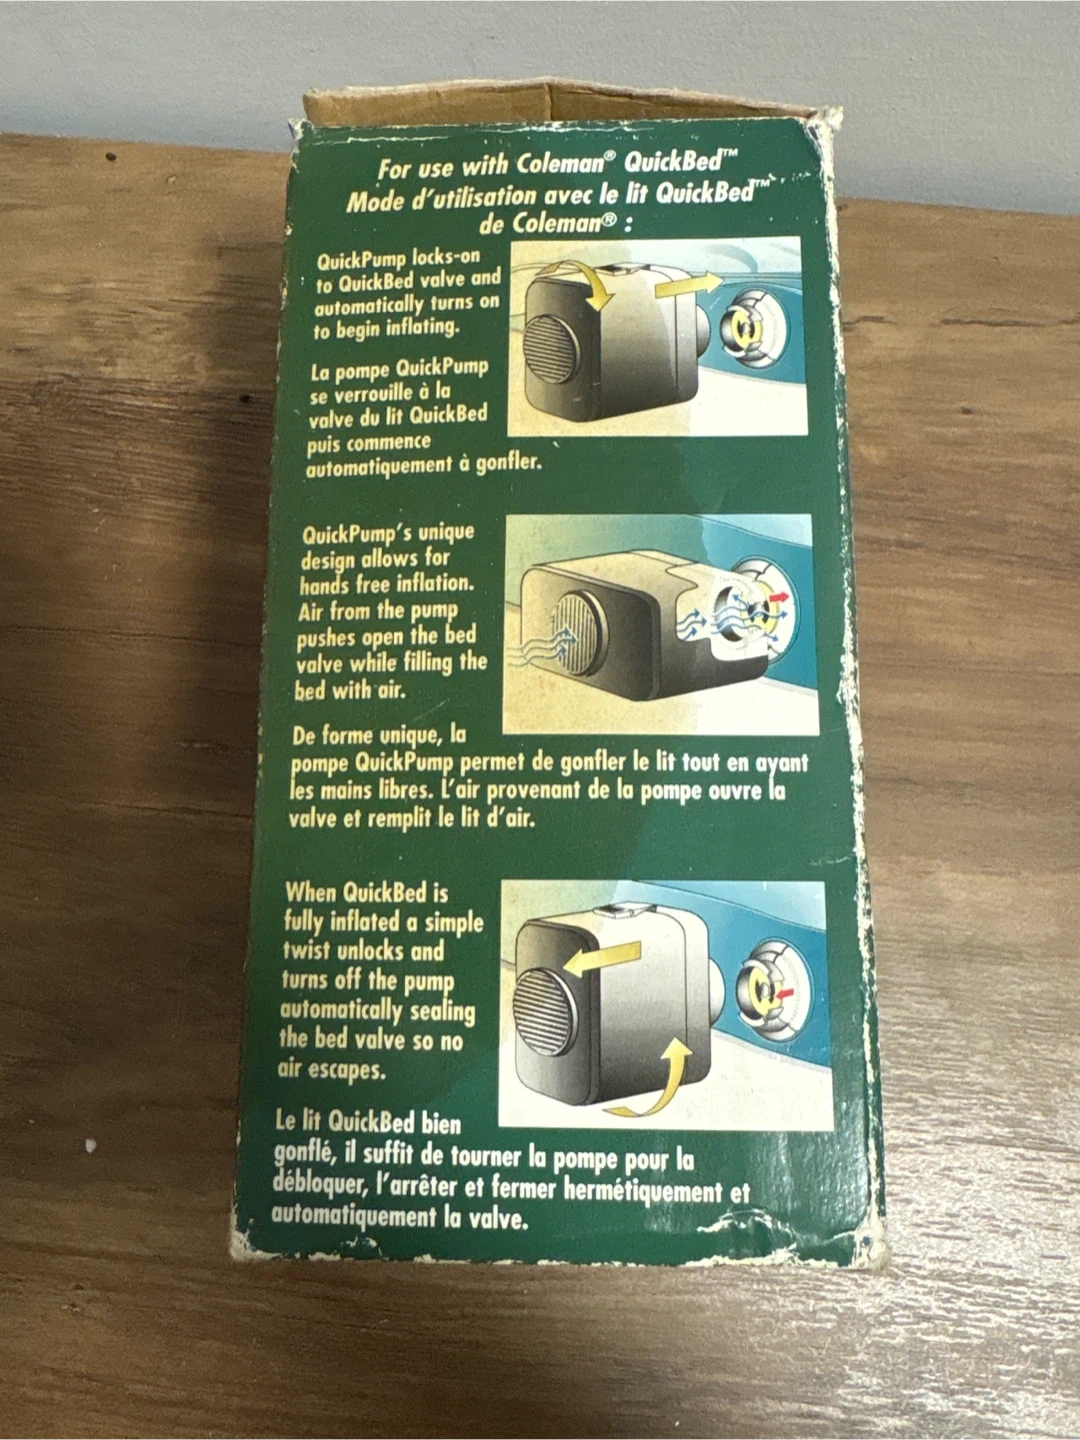 For use with Coleman® QuickBed™
Mode d'utilisation avec le lit QuickBed™
de Coleman® :
QuickPump locks-on
to QuickBed valve and
automatically turns on
to begin inflating.
La pompe QuickPump
se verrouille à la
valve du lit QuickBed
puis commence
automatiquement à gonfler.
QuickPump's unique
design allows for
hands free inflation.
Air from the pump
pushes open the bed
valve while filling the
bed with air.
De forme unique, la
pompe QuickPump permet de gonfler le lit tout en ayant
les mains libres. L'air provenant de la pompe ouvre la
valve et remplit le lit d'air.
When QuickBed is
fully inflated a simple
twist unlocks and
turns off the pump
automatically sealing
the bed valve so no
air escapes.
Le lit QuickBed bien
gonflé, il suffit de tourner la pompe pour la
débloquer, l'arrêter et fermer hermétiquement et
automatiquement la valve.